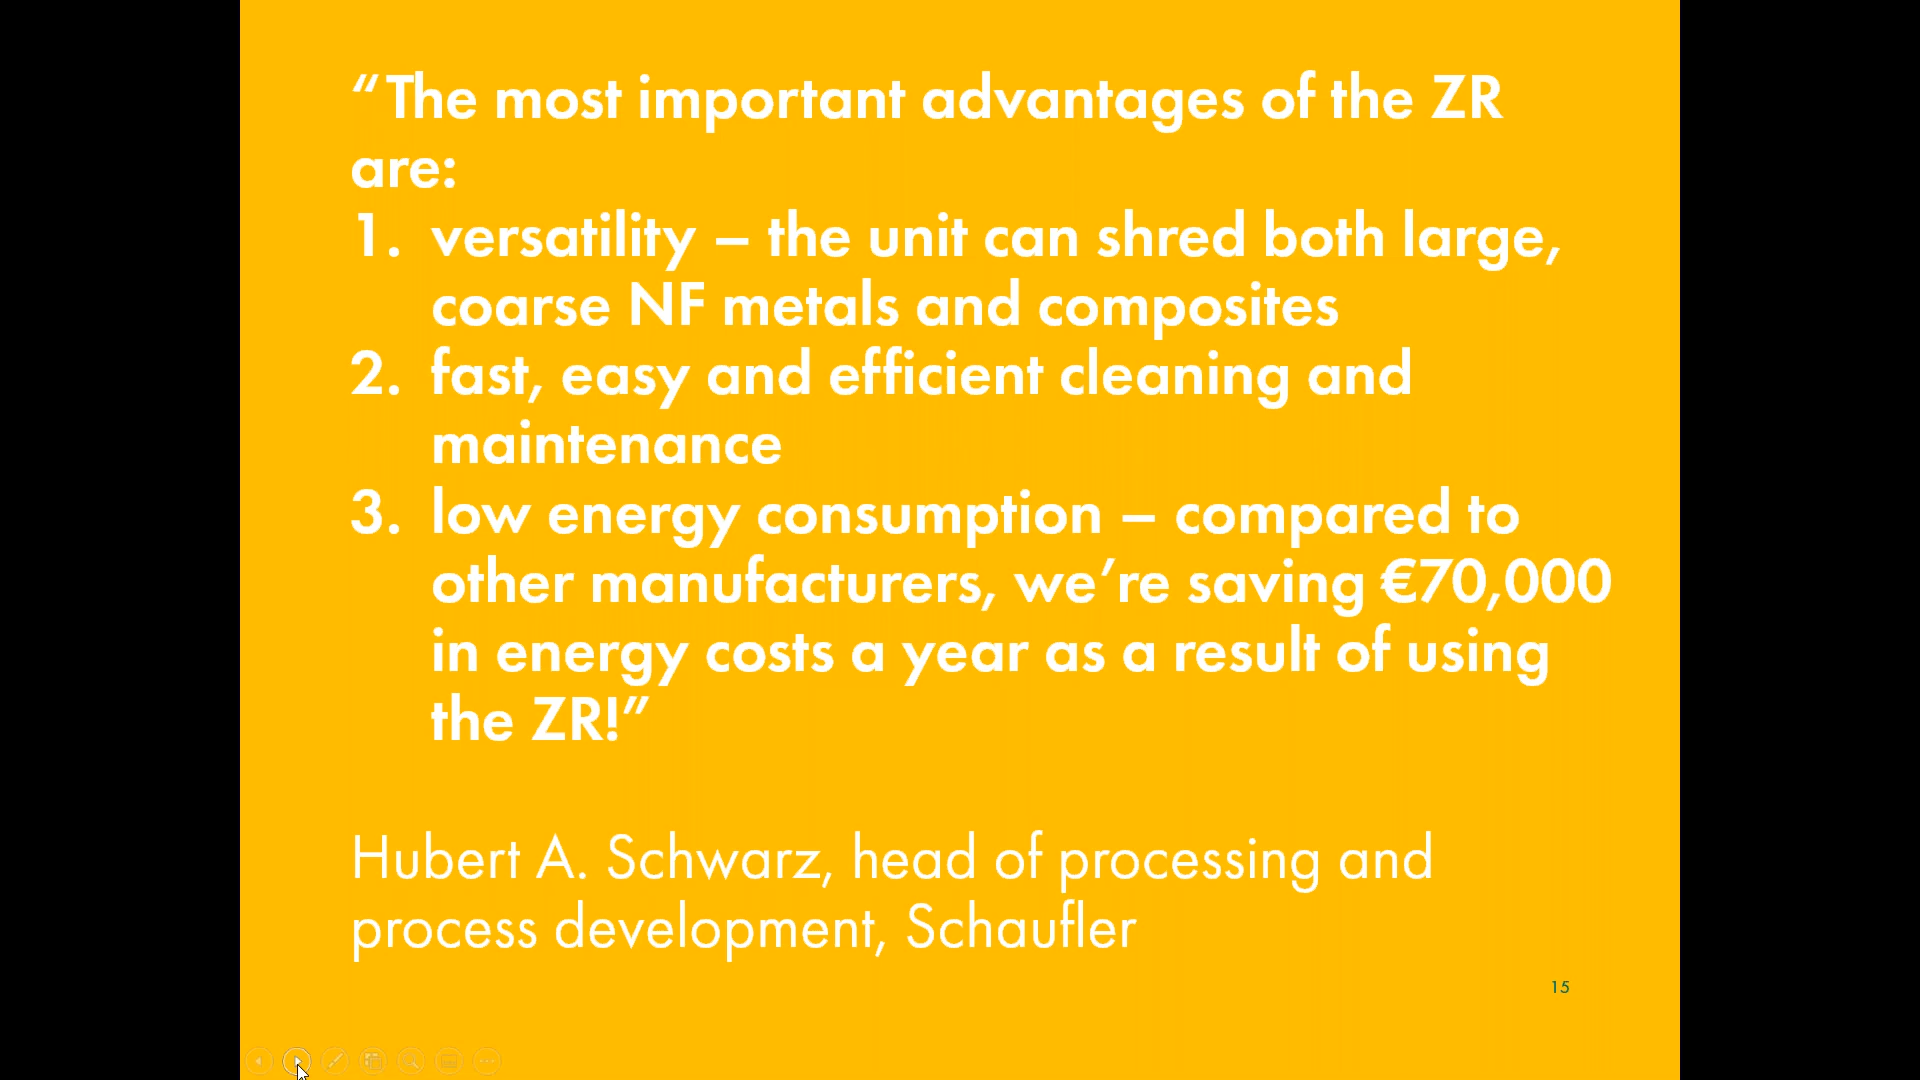 “The most important advantages of the ZR
are:
1. versatility – the unit can shred both large,
coarse NF metals and composites
2. fast, easy and efficient cleaning and
maintenance
3. low energy consumption – compared to
other manufacturers, we’re saving €70,000
in energy costs a year as a result of using
the ZR!”
Hubert A. Schwarz, head of processing and
process development, Schaufler
15